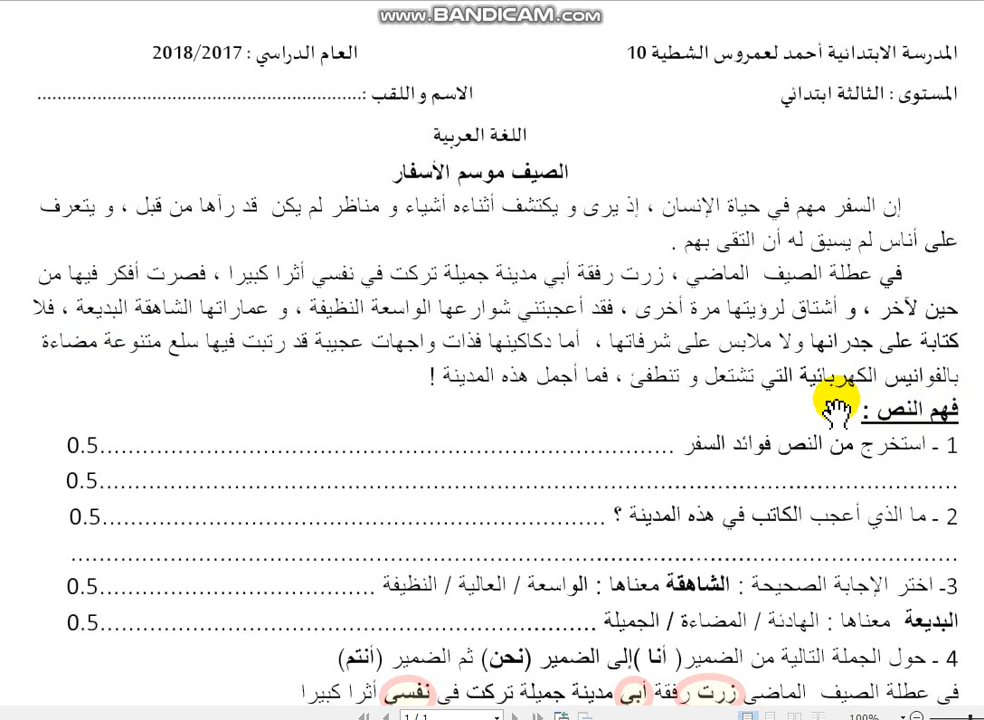 www.BANDICAM.com
المدرسة الابتدائية أحمد لعمروس الشطية 10 العام الدراسي : 2018/2017
المستوى : الثالثة ابتدائي الاسم و اللقب :.................................................................
اللغة العربية
الصيف موسم الأسفار
إن السفر مهم في حياة الإنسان ، إذ يرى و يكتشف أثناءه أشياء و مناظر لم يكن قد رآها من قبل ، و يتعرف
على أناس لم يسبق له أن التقى بهم .
في عطلة الصيف الماضي ، زرت رفقة أبي مدينة جميلة تركت في نفسي أثرا كبيرا ، فصرت أفكر فيها من
حين لآخر ، و أشتاق لرؤيتها مرة أخرى ، فقد أعجبتني شوارعها الواسعة النظيفة ، و عماراتها الشاهقة البديعة ، فلا
كتابة على جدرانها ولا ملابس على شرفاتها ، أما دكاكينها فذات واجهات عجيبة قد رتبت فيها سلع متنوعة مضاءة
بالفوانيس الكهربائية التي تشتعل و تنطفئ ، فما أجمل هذه المدينة !
فهم النص :
1 - استخرج من النص فوائد السفر ..........................................................................0.5
..............................................................................................................0.5
2 - ما الذي أعجب الكاتب في هذه المدينة ؟ ................................................................0.5
..............................................................................................................
3- اختر الإجابة الصحيحة : الشاهقة معناها : الواسعة / العالية / النظيفة ...................................0.5
البديعة معناها : الهادئة / المضاءة / الجميلة ................................................................0.5
4 - حول الجملة التالية من الضمير( أنا )إلى الضمير (نحن) ثم الضمير (أنتم)
في عطلة الصيف الماضي زرت رفقة أبي مدينة جميلة تركت في نفسي أثرا كبيرا
1 / 1
100%